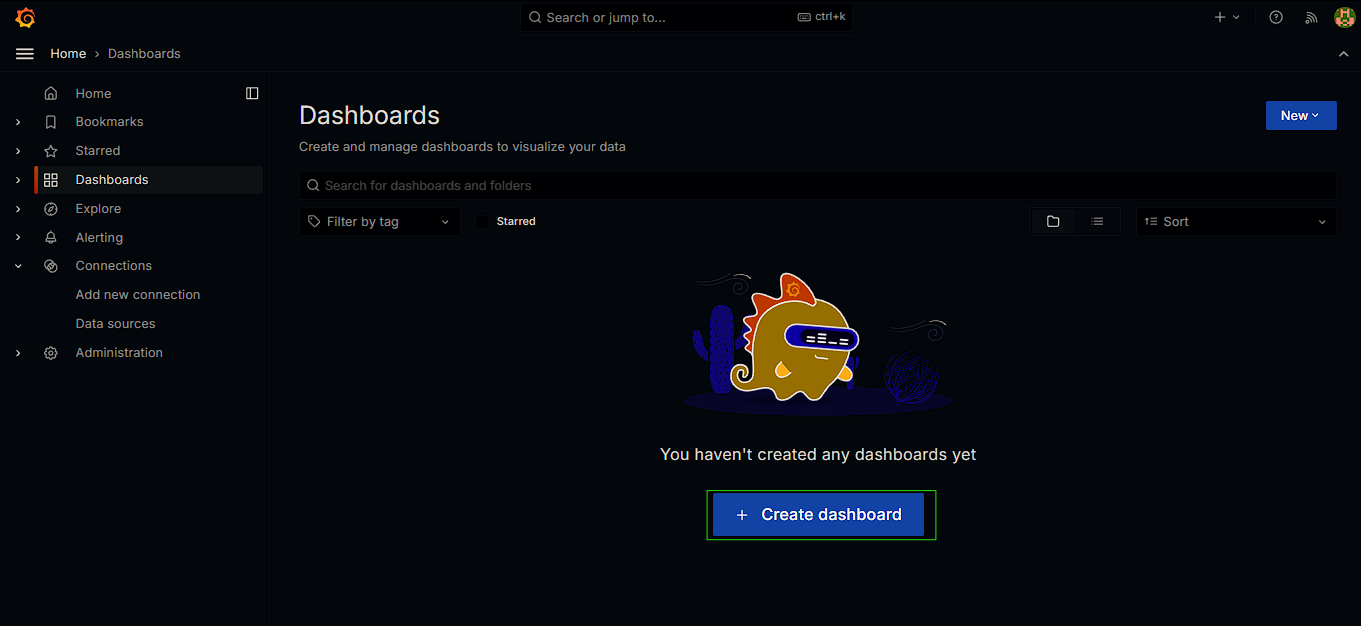 Search or jump to... ctrl+k
Home › Dashboards
Home
Bookmarks
Starred
Dashboards
Explore
Alerting
Connections
Add new connection
Data sources
Administration
Dashboards
New
Create and manage dashboards to visualize your data
Search for dashboards and folders
Filter by tag
Starred
Sort
You haven't created any dashboards yet
+ Create dashboard